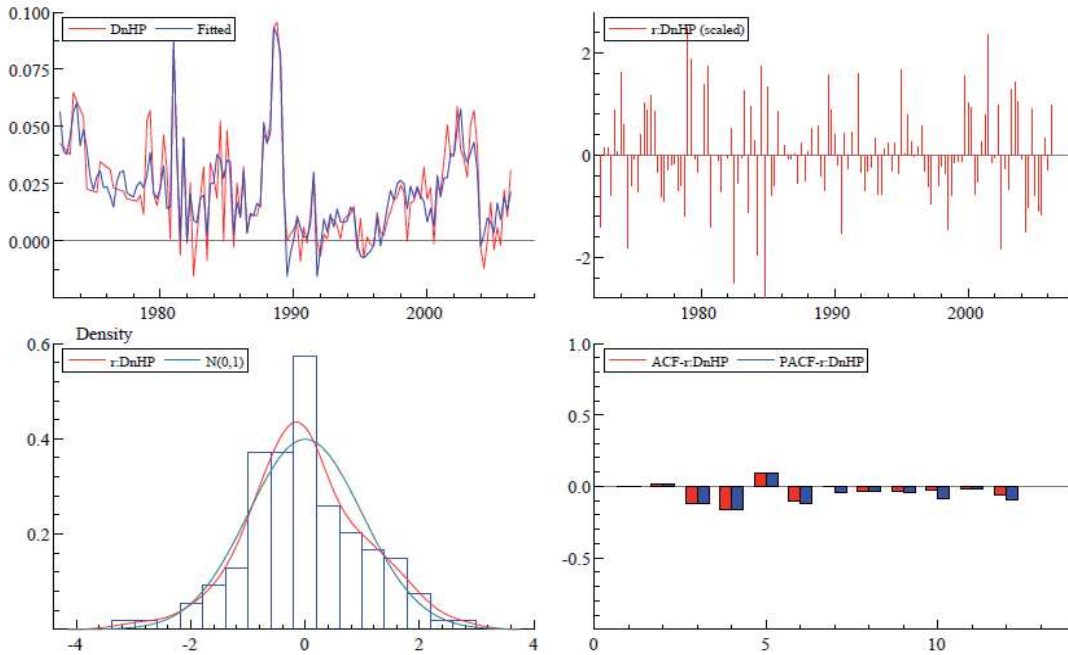 0.100
DnHP Fitted
0.075
0.050
0.025
0.000
1980 1990 2000
r:DnHP (scaled)
2
0
-2
1980 1990 2000
Density
0.6
r:DnHP N(0,1)
0.4
0.2
-4 -2 0 2 4
1.0
ACF-r:DnHP PACF-r:DnHP
0.5
0.0
-0.5
0 5 10